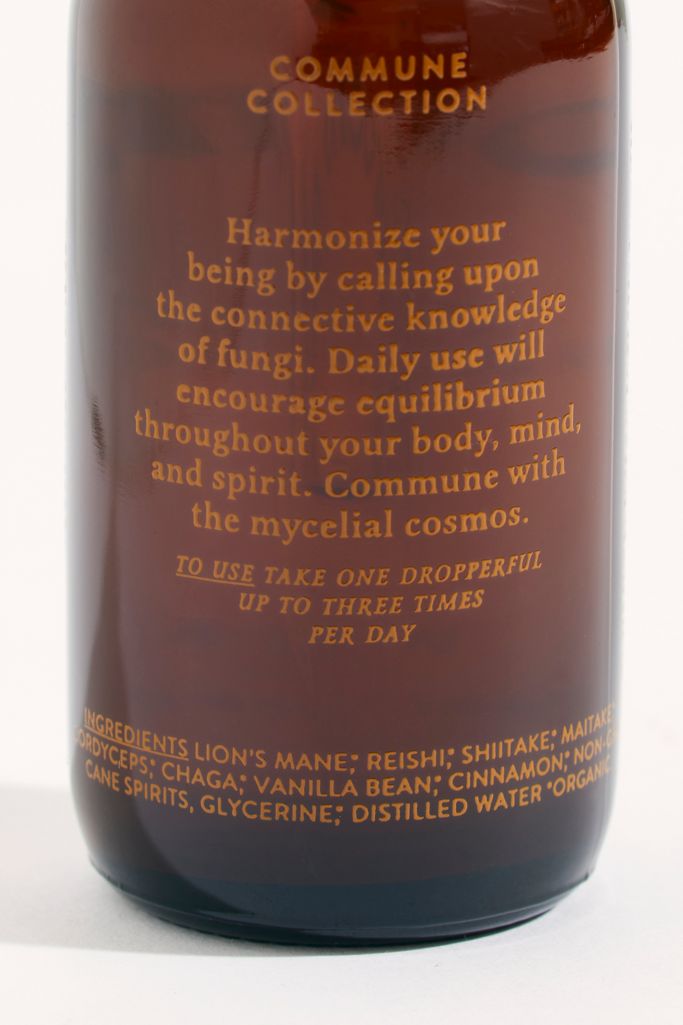 COMMUNE
COLLECTION
Harmonize your
being by calling upon
the connective knowledge
of fungi. Daily use will
encourage equilibrium
throughout your body, mind,
and spirit. Commune with
the mycelial cosmos.
TO USE TAKE ONE DROPPERFUL
UP TO THREE TIMES
PER DAY
INGREDIENTS LION'S MANE,* REISHI,* SHIITAKE,* MAITAKE
CORDYCEPS,* CHAGA,* VANILLA BEAN,* CINNAMON,*
CANE SPIRITS, GLYCERINE,* DISTILLED WATER *ORGANIC